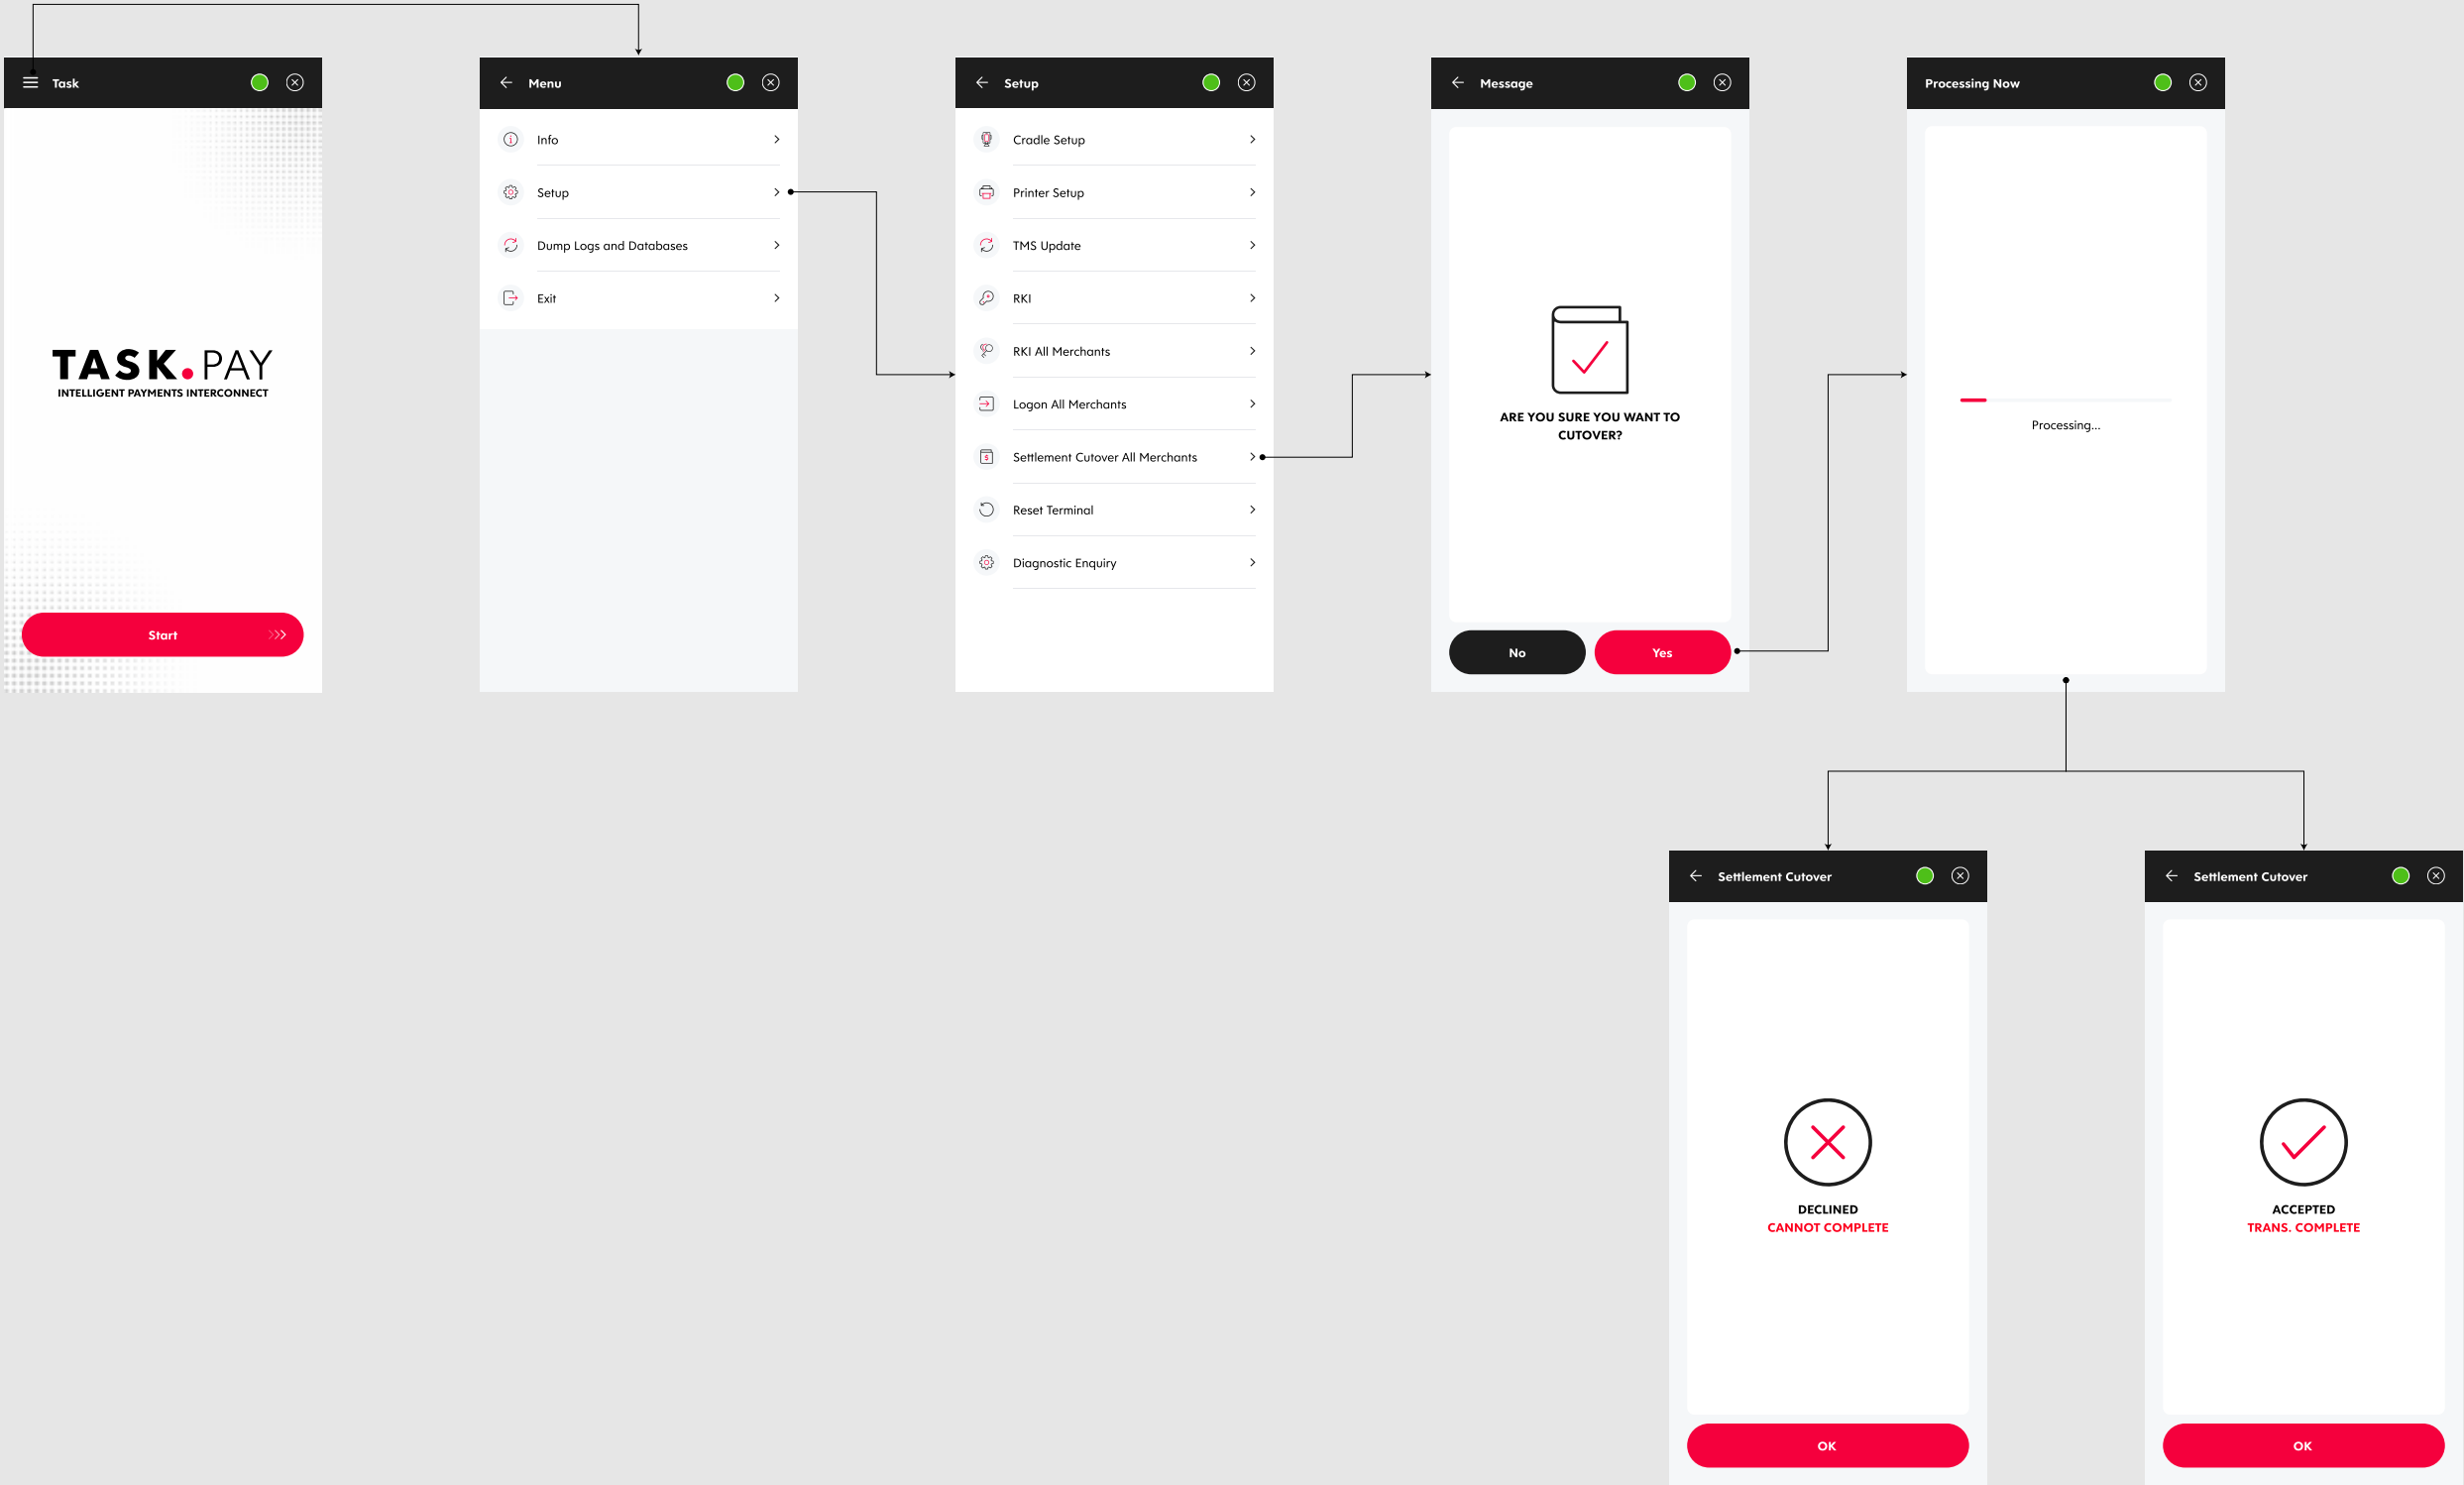 Task
TASK.PAY
INTELLIGENT PAYMENTS INTERCONNECT
Start
Menu
Info
Setup
Dump Logs and Databases
Exit
Setup
Cradle Setup
Printer Setup
TMS Update
RKI
RKI All Merchants
Logon All Merchants
Settlement Cutover All Merchants
Reset Terminal
Diagnostic Enquiry
Message
ARE YOU SURE YOU WANT TO
CUTOVER?
No
Yes
Processing Now
Processing...
Settlement Cutover
DECLINED
CANNOT COMPLETE
OK
Settlement Cutover
ACCEPTED
TRANS. COMPLETE
OK